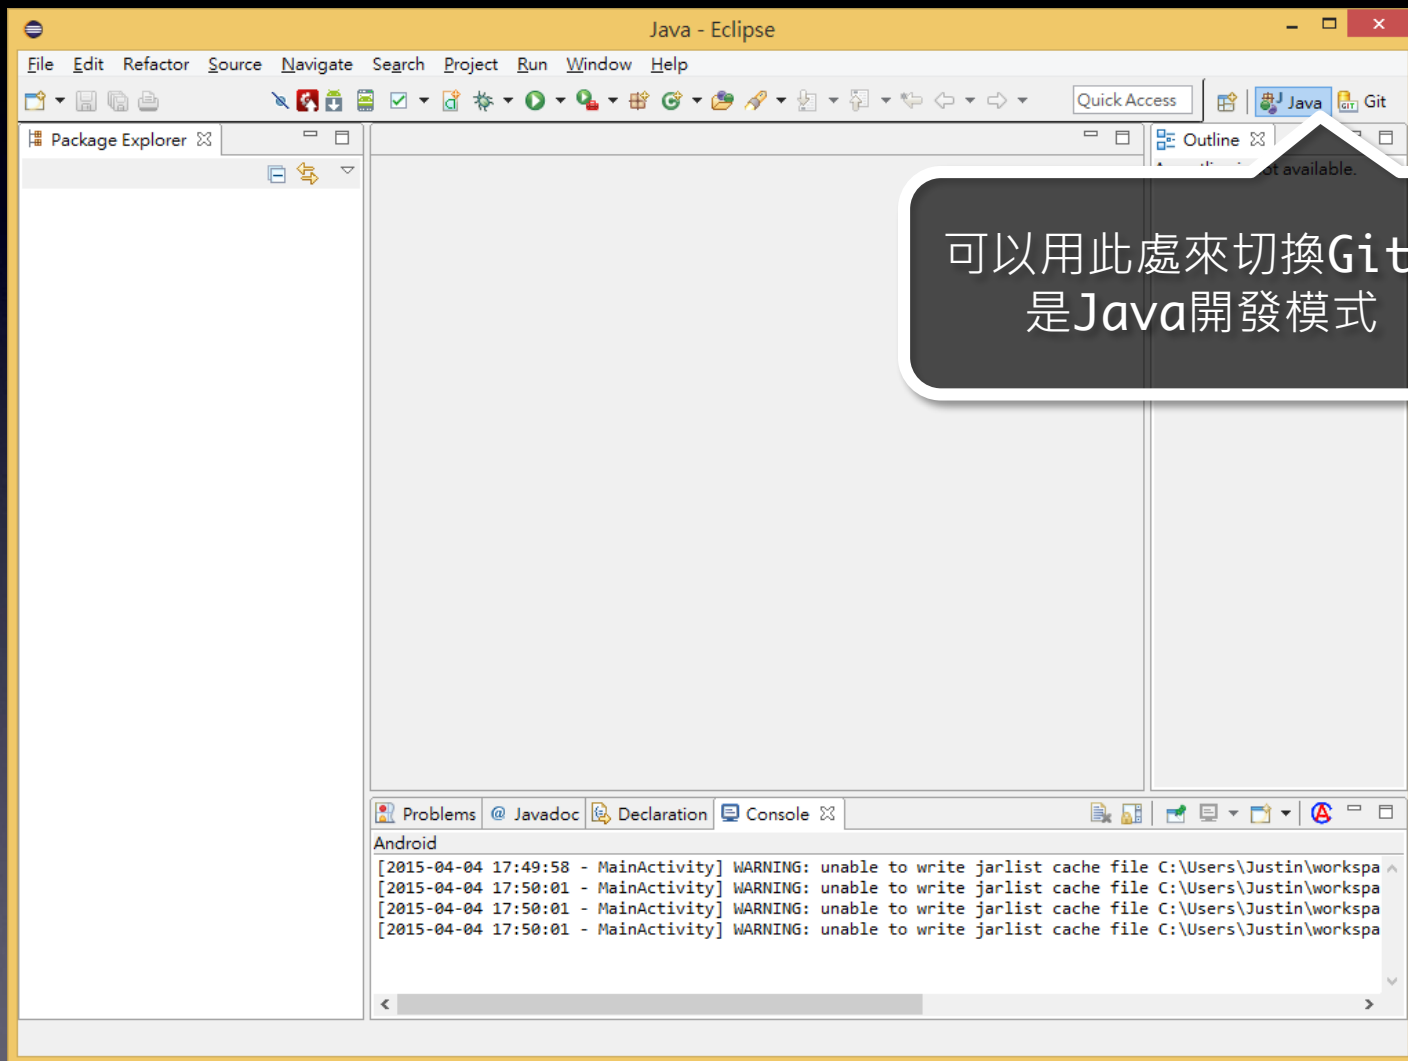 Java - Eclipse
File Edit Refactor Source Navigate Search Project Run Window Help
Quick Access Java Git
Package Explorer
Outline
not available.
可以用此處來切換Git
是Java開發模式
Problems @ Javadoc Declaration Console
Android
[2015-04-04 17:49:58 - MainActivity] WARNING: unable to write jarlist cache file C:\Users\Justin\workspa
[2015-04-04 17:50:01 - MainActivity] WARNING: unable to write jarlist cache file C:\Users\Justin\workspa
[2015-04-04 17:50:01 - MainActivity] WARNING: unable to write jarlist cache file C:\Users\Justin\workspa
[2015-04-04 17:50:01 - MainActivity] WARNING: unable to write jarlist cache file C:\Users\Justin\workspa